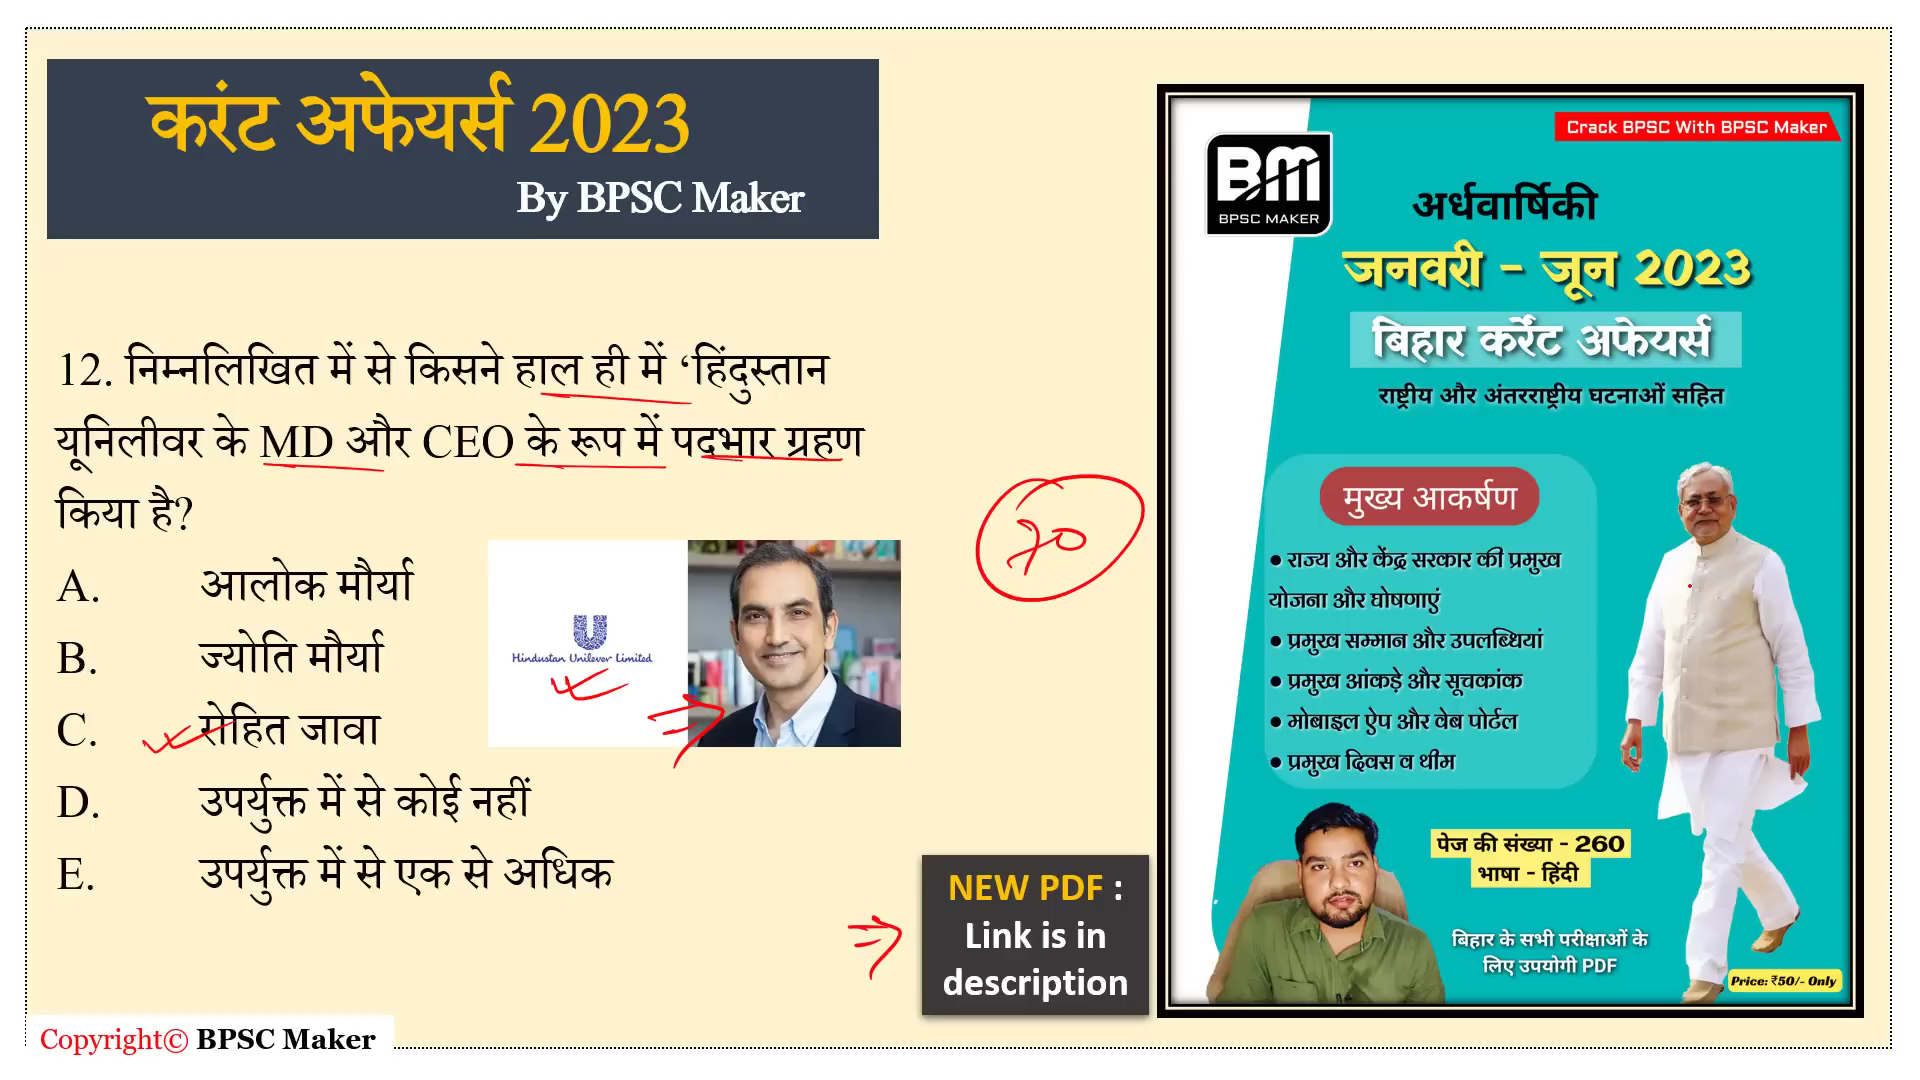 करंट अफेयर्स 2023
By BPSC Maker
12. निम्नलिखित में से किसने हाल ही में ‘हिंदुस्तान
यूनिलीवर के MD और CEO के रूप में पदभार ग्रहण
किया है?
A. आलोक मौर्या
B. ज्योति मौर्या
C. रोहित जावा
D. उपर्युक्त में से कोई नहीं
E. उपर्युक्त में से एक से अधिक
Hindustan Unilever Limited
70
NEW PDF :
Link is in
description
Crack BPSC With BPSC Maker
BM
BPSC MAKER
अर्धवार्षिकी
जनवरी - जून 2023
बिहार करेंट अफेयर्स
राष्ट्रीय और अंतरराष्ट्रीय घटनाओं सहित
मुख्य आकर्षण
• राज्य और केंद्र सरकार की प्रमुख
योजना और घोषणाएं
• प्रमुख सम्मान और उपलब्धियां
• प्रमुख आंकड़े और सूचकांक
• मोबाइल ऐप और वेब पोर्टल
• प्रमुख दिवस व थीम
पेज की संख्या - 260
भाषा - हिंदी
बिहार के सभी परीक्षाओं के
लिए उपयोगी PDF
Price: ₹50/- Only
Copyright© BPSC Maker